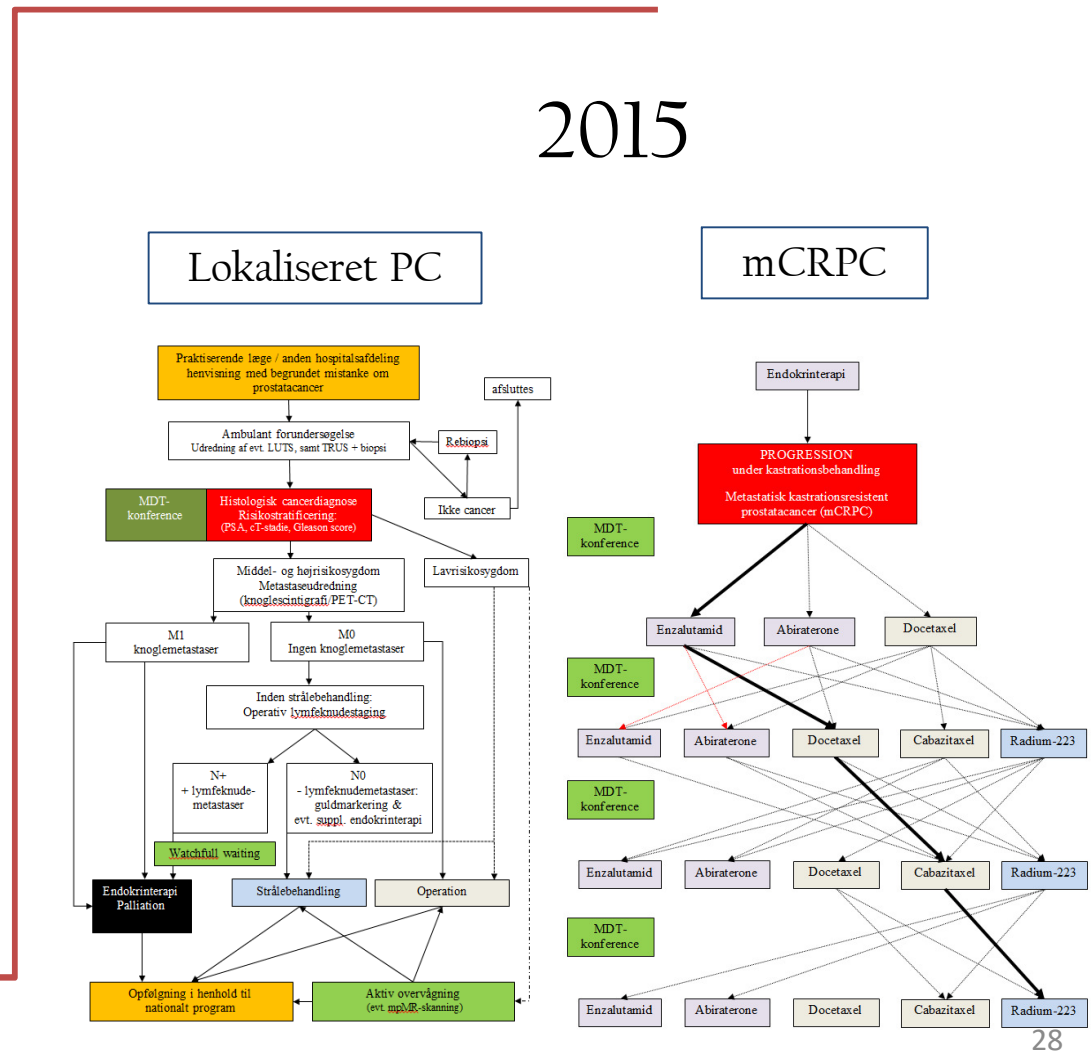 2015
Lokaliseret PC
Praktiserende læge / anden hospitalsafdeling
henvisning med begrundet mistanke om
prostatacancer
afsluttes
Ambulant forundersøgelse
Udredning af evt. LUTS, samt TRUS + biopsi
Rebiopsi
Ikke cancer
MDT-
konference
Histologisk cancerdiagnose
Risikostratificering:
(PSA, cT-stadie, Gleason score)
Middel- og højrisikosygdom
Metastaseudredning
(knoglescintigrafi/PET-CT)
Lavrisikosygdom
M1
knoglemetastaser
M0
Ingen knoglemetastaser
Inden strålebehandling:
Operativ lymfeknudestaging
N+
+ lymfeknude-
metastaser
N0
- lymfeknudemetastaser:
guldmarkering &
evt. suppl. endokrinterapi
Watchfull waiting
Endokrinterapi
Palliation
Strålebehandling
Operation
Opfølgning i henhold til
nationalt program
Aktiv overvågning
(evt. mpMR-skanning)
mCRPC
Endokrinterapi
PROGRESSION
under kastrationsbehandling
Metastatisk kastrationsresistent
prostatacancer (mCRPC)
MDT-
konference
Enzalutamid
Abiraterone
Docetaxel
MDT-
konference
Enzalutamid
Abiraterone
Docetaxel
Cabazitaxel
Radium-223
MDT-
konference
Enzalutamid
Abiraterone
Docetaxel
Cabazitaxel
Radium-223
MDT-
konference
Enzalutamid
Abiraterone
Docetaxel
Cabazitaxel
Radium-223
28